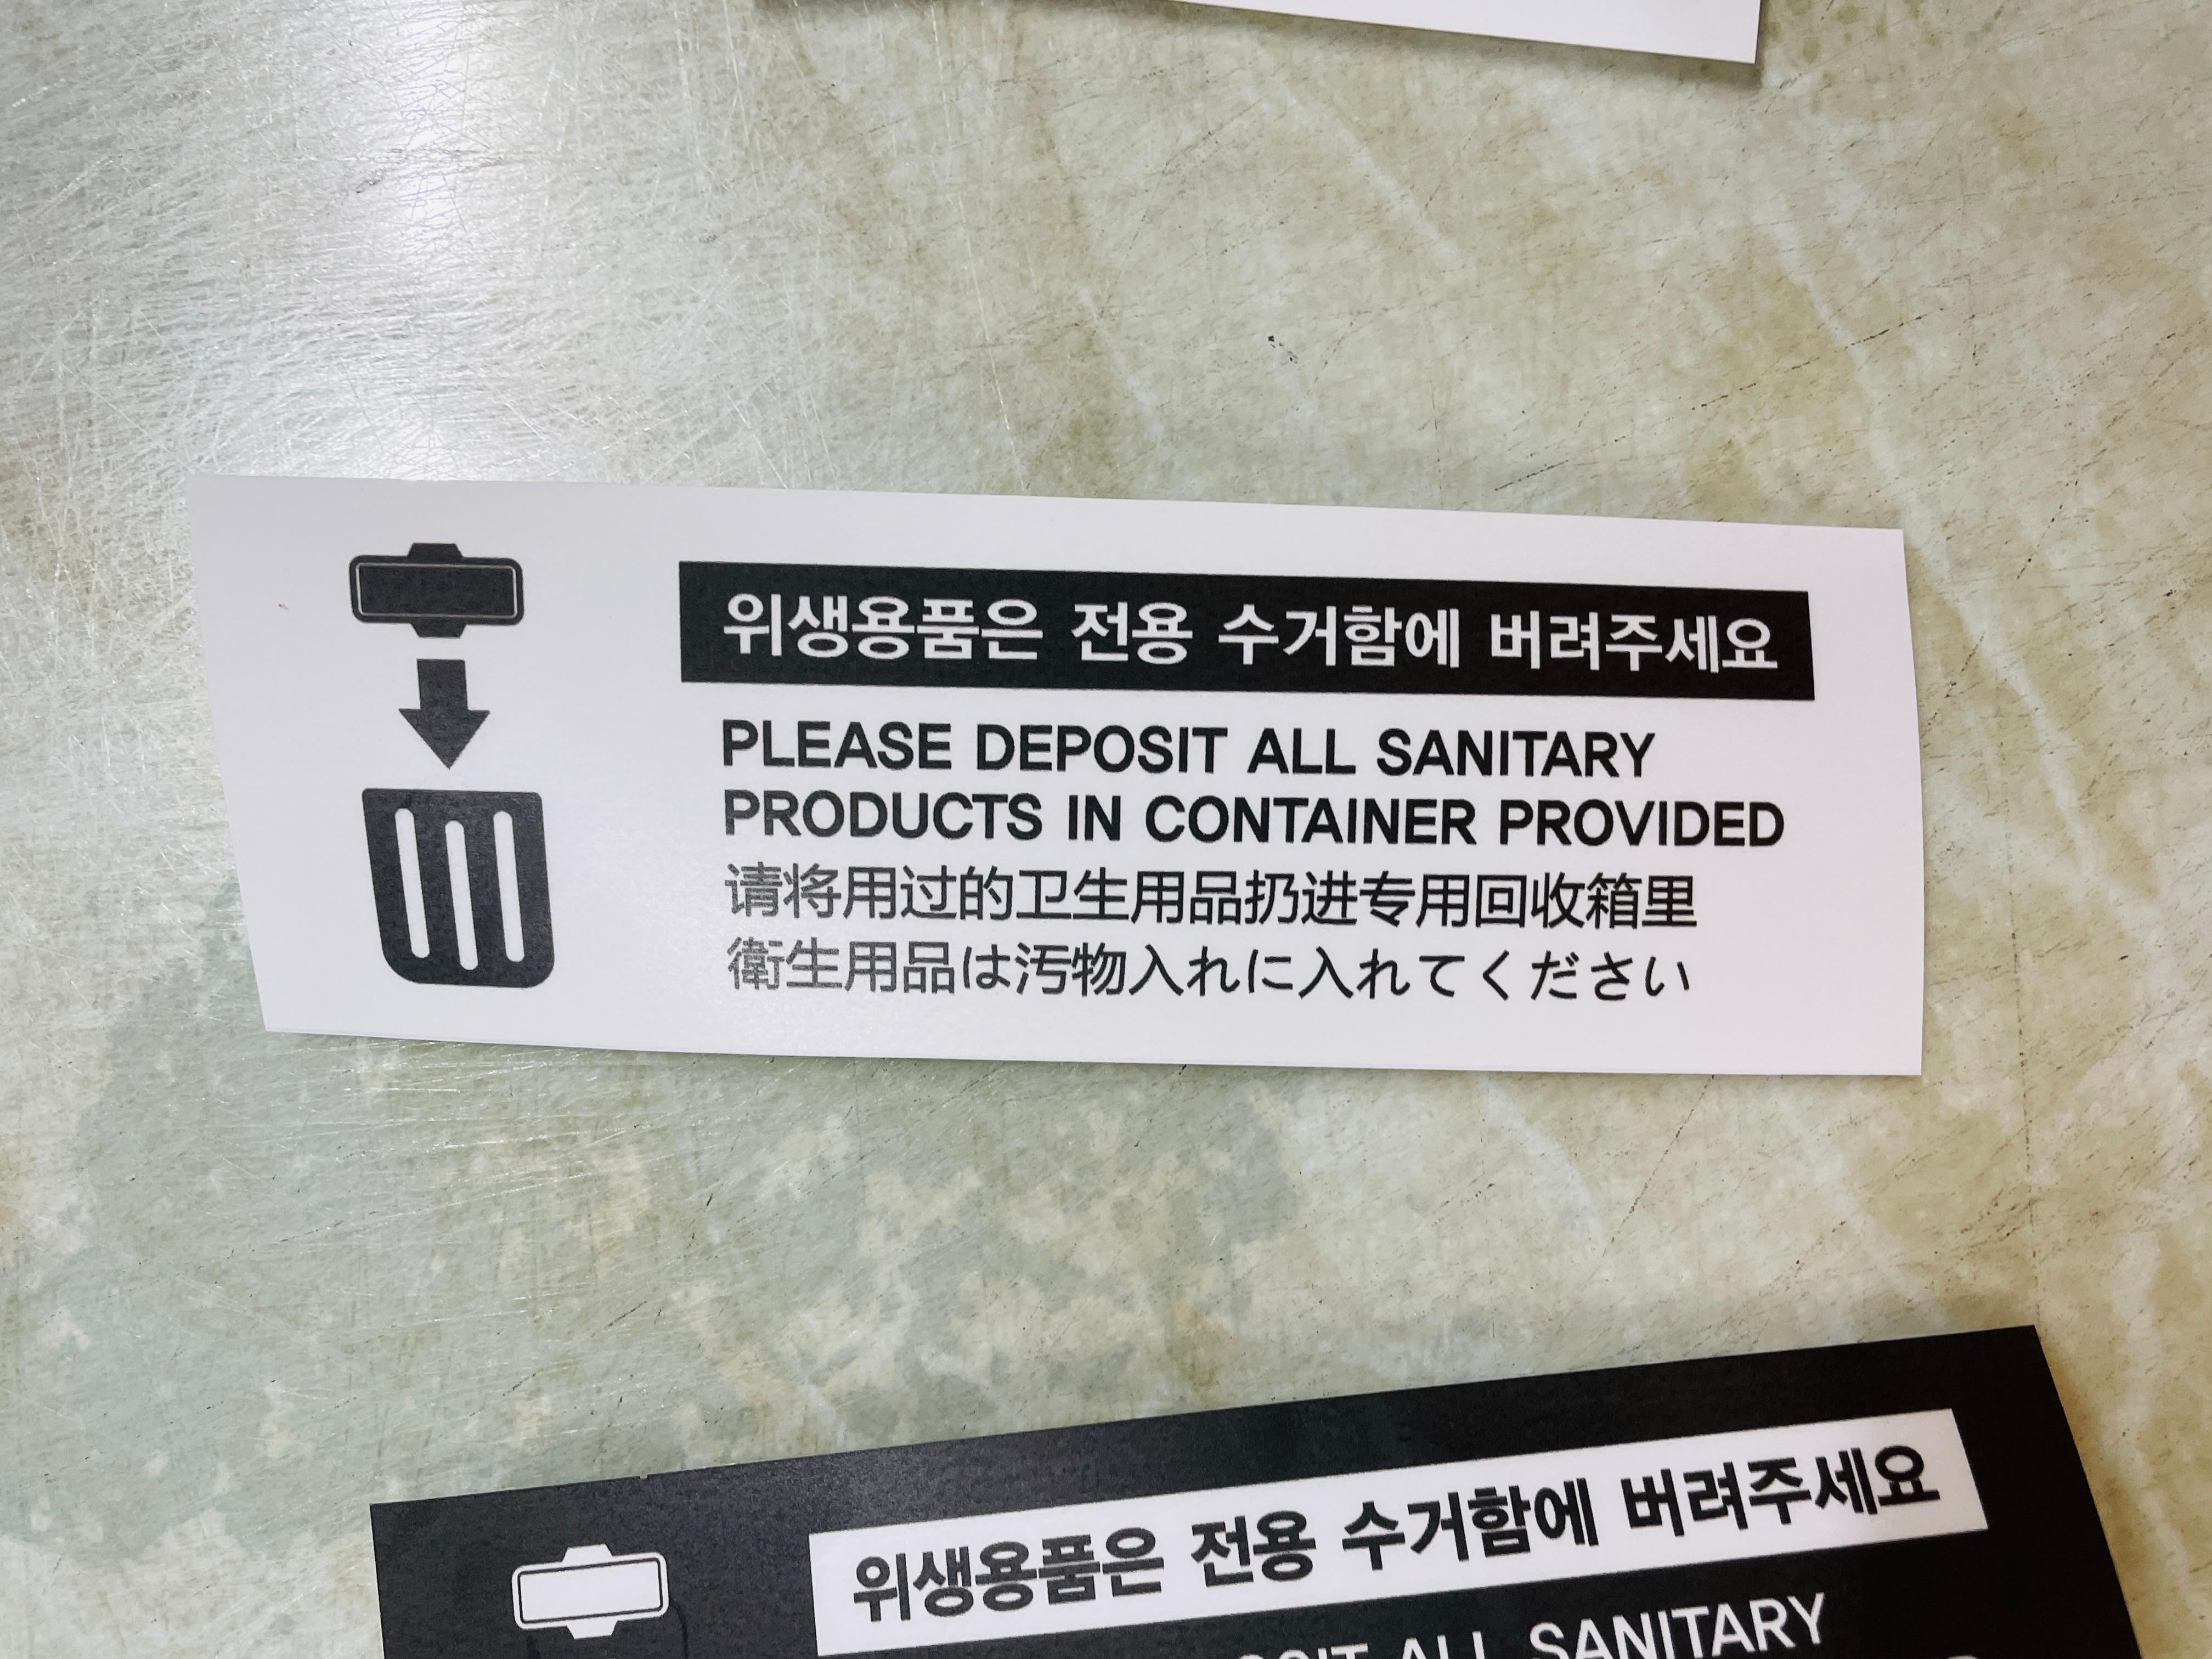 위생용품은 전용 수거함에 버려주세요
PLEASE DEPOSIT ALL SANITARY
PRODUCTS IN CONTAINER PROVIDED
请将用过的卫生用品扔进专用回收箱里
衛生用品は汚物入れに入れてください
위생용품은 전용 수거함에 버려주세요
ALL SANITARY